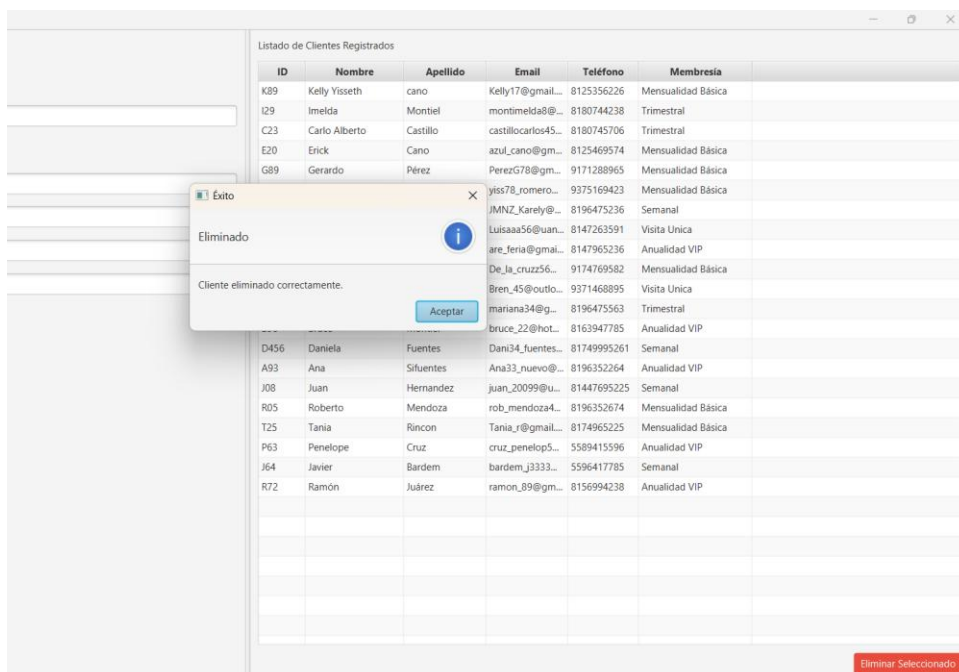 Listado de Clientes Registrados
ID Nombre Apellido Email Teléfono Membresía
K89 Kelly Yisseth cano Kelly17@gmail.... 8125356226 Mensualidad Básica
I29 Imelda Montiel montimelda8@... 8180744238 Trimestral
C23 Carlo Alberto Castillo castillocarlos45... 8180745706 Trimestral
E20 Erick Cano azul_cano@gm... 8125469574 Mensualidad Básica
G89 Gerardo Pérez PerezG78@gm... 9171288965 Mensualidad Básica
yiss78_romero... 9375169423 Mensualidad Básica
JMNZ_Karely@... 8196475236 Semanal
Luisaaa56@uan... 8147263591 Visita Unica
are_feria@gmai... 8147965236 Anualidad VIP
De_la_cruzz56... 9174769582 Mensualidad Básica
Bren_45@outlo... 9371468895 Visita Unica
mariana34@g... 8196475563 Trimestral
bruce_22@hot... 8163947785 Anualidad VIP
D456 Daniela Fuentes Dani34_fuentes... 81749995261 Semanal
A93 Ana Sifuentes Ana33_nuevo@... 8196352264 Anualidad VIP
J08 Juan Hernandez juan_20099@u... 81447695225 Semanal
R05 Roberto Mendoza rob_mendoza4... 8196352674 Mensualidad Básica
T25 Tania Rincon Tania_r@gmail.... 8174965225 Mensualidad Básica
P63 Penelope Cruz cruz_penelop5... 5589415596 Anualidad VIP
J64 Javier Bardem bardem_j3333... 5596417785 Semanal
R72 Ramón Juárez ramon_89@gm... 8156994238 Anualidad VIP
Éxito
Eliminado
Cliente eliminado correctamente.
Aceptar
Eliminar Seleccionado